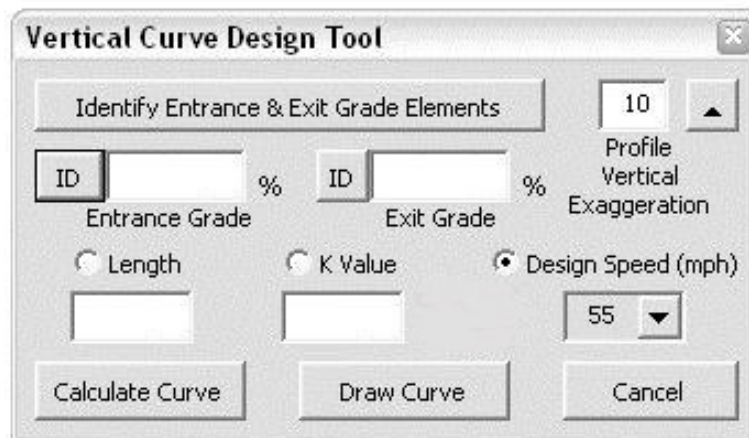 Vertical Curve Design Tool
Identify Entrance & Exit Grade Elements
10
Profile
Vertical
Exaggeration
ID
%
Entrance Grade
ID
%
Exit Grade
Length
K Value
Design Speed (mph)
55
Calculate Curve
Draw Curve
Cancel